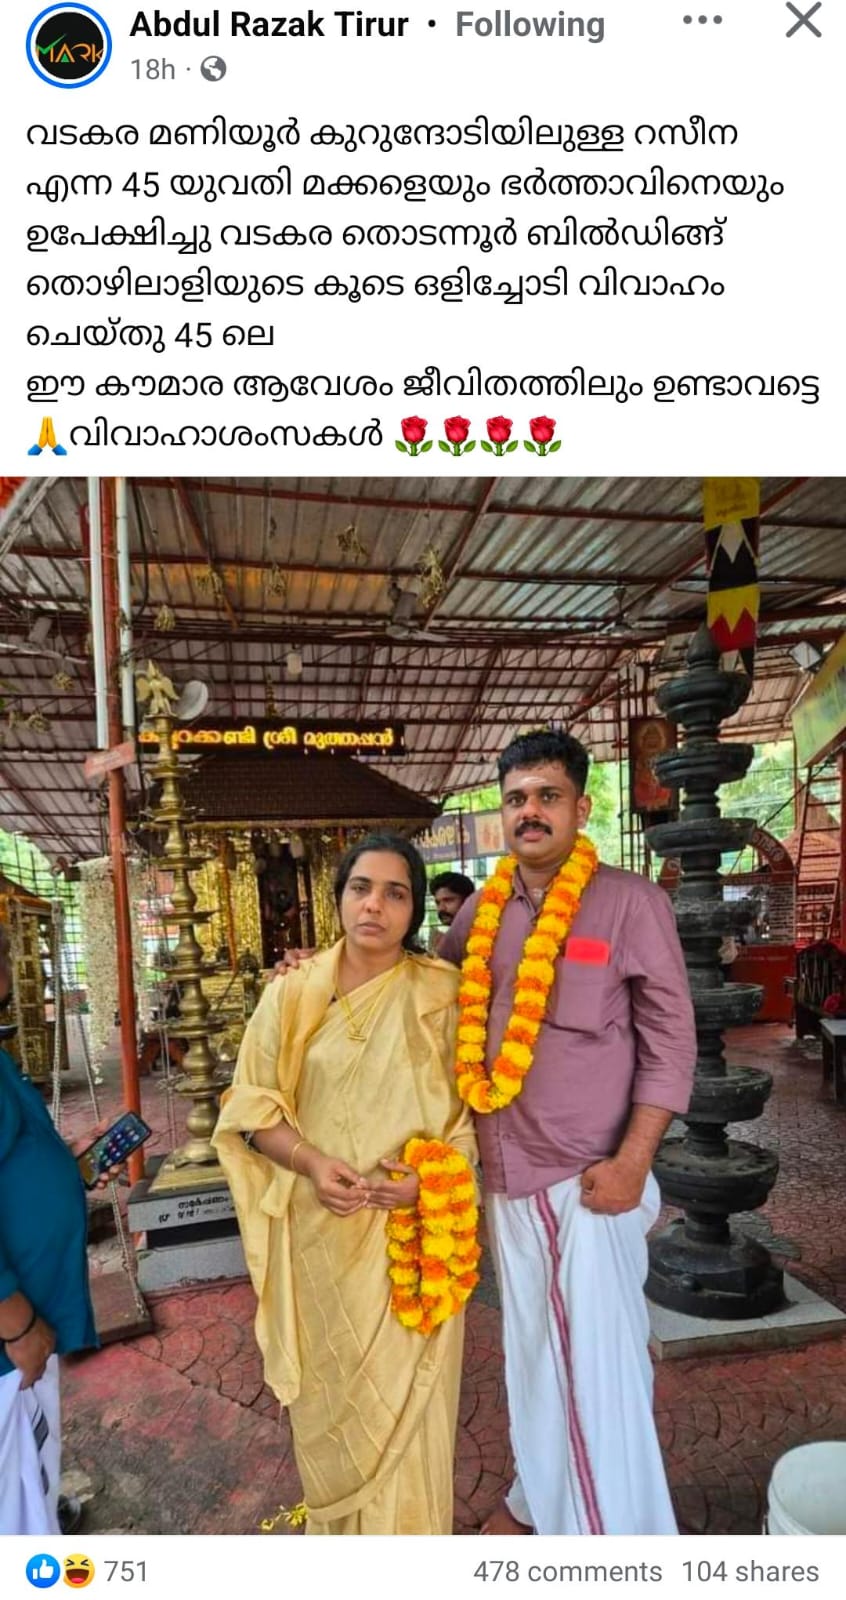 MARK
Abdul Razak Tirur • Following
18h
വടകര മണിയൂർ കുറുന്തോടിയിലുള്ള റസീന
എന്ന 45 യുവതി മക്കളെയും ഭർത്താവിനെയും
ഉപേക്ഷിച്ചു വടകര തൊടന്നൂർ ബിൽഡിങ്ങ്
തൊഴിലാളിയുടെ കൂടെ ഒളിച്ചോടി വിവാഹം
ചെയ്തു 45 ലെ
ഈ കൗമാര ആവേശം ജീവിതത്തിലും ഉണ്ടാവട്ടെ
🙏വിവാഹാശംസകൾ 🌹🌹🌹🌹
ശ്രീ മുത്തപ്പൻ
751
478 comments 104 shares